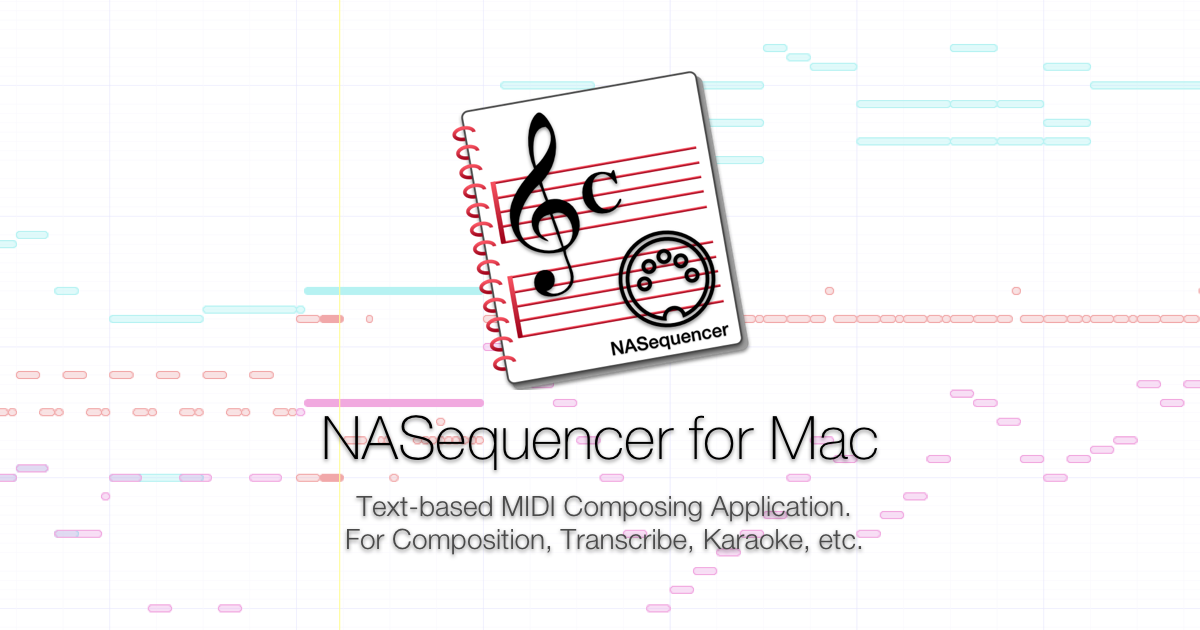 C
NASequencer
NASequencer for Mac
Text-based MIDI Composing Application.
For Composition, Transcribe, Karaoke, etc.